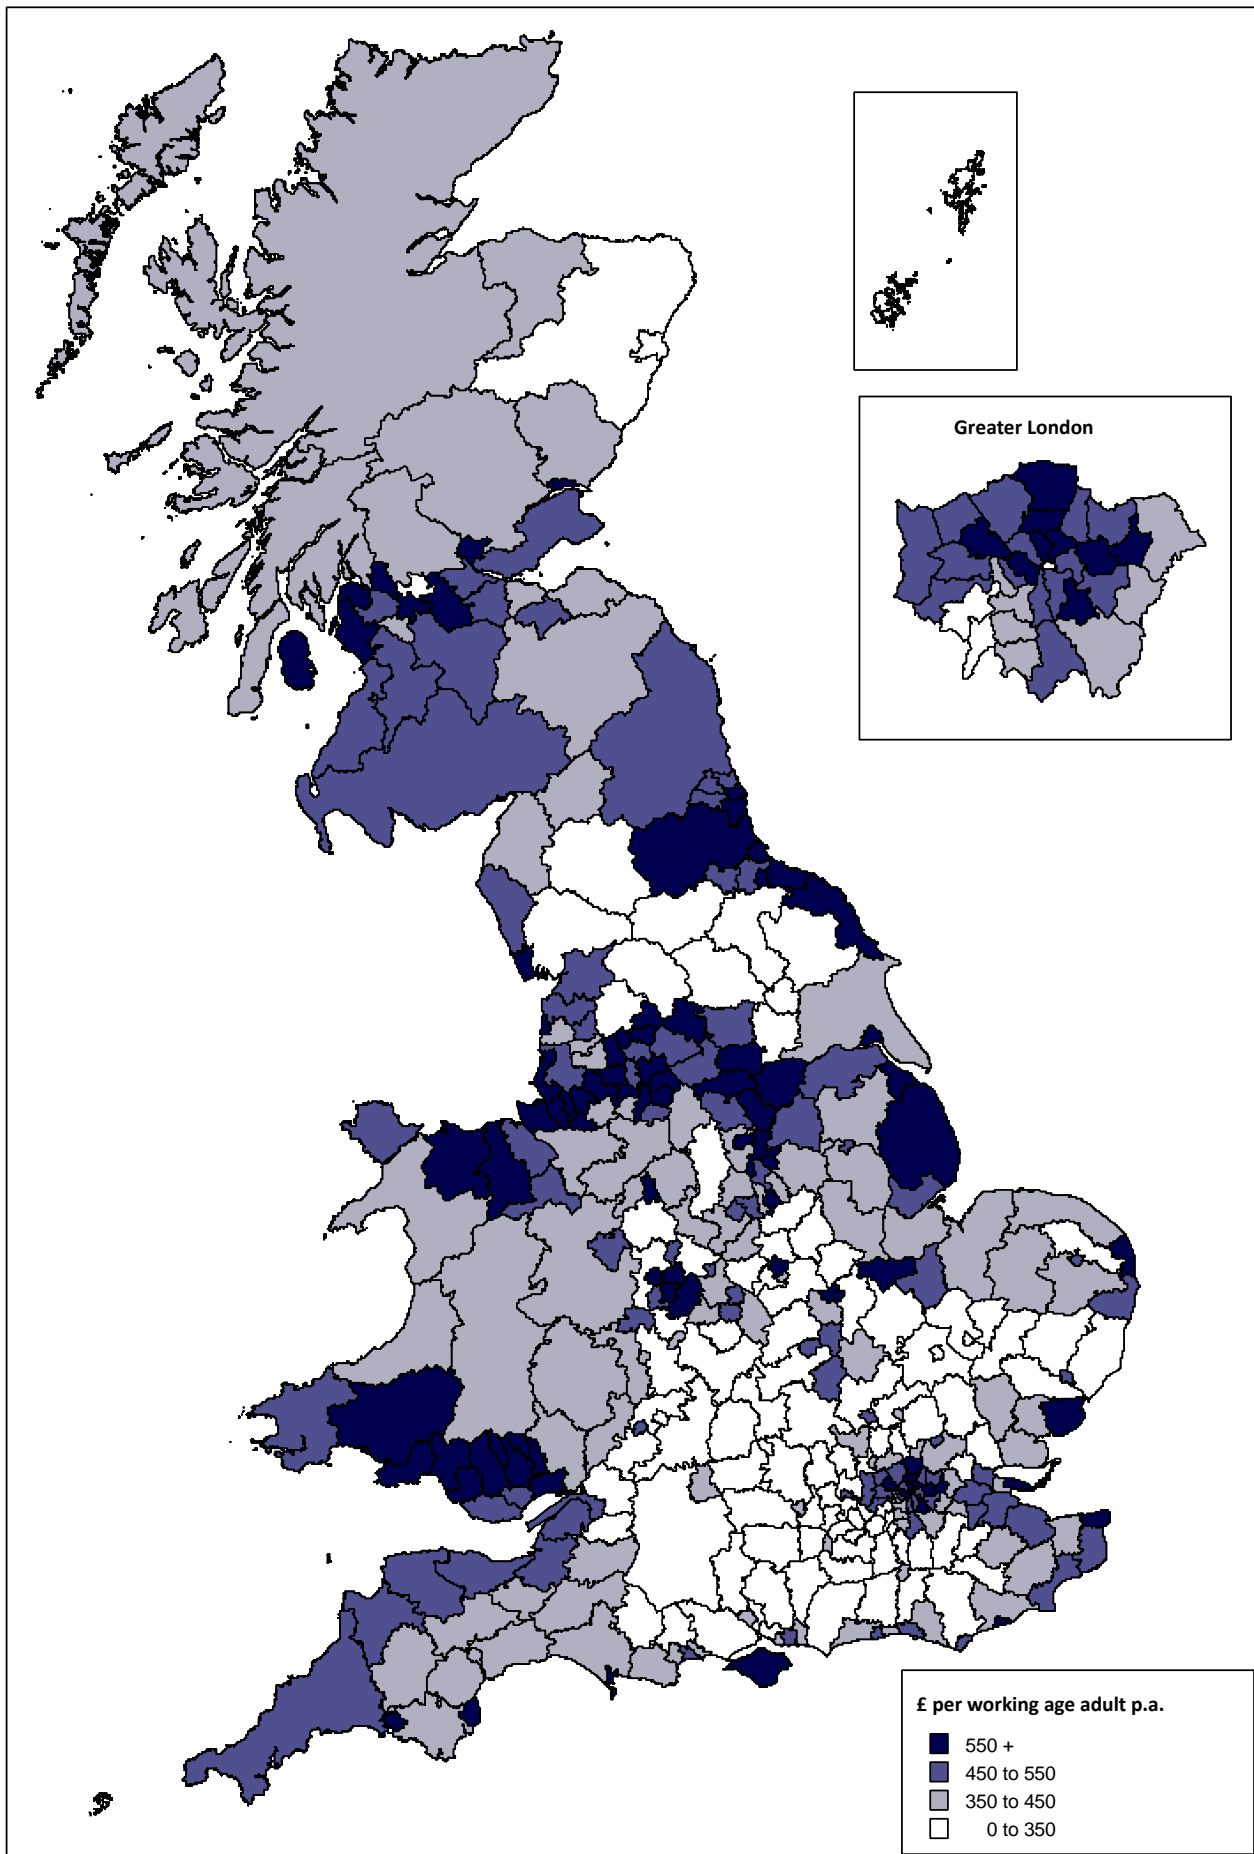 Greater London
£ per working age adult p.a.
550 +
450 to 550
350 to 450
0 to 350